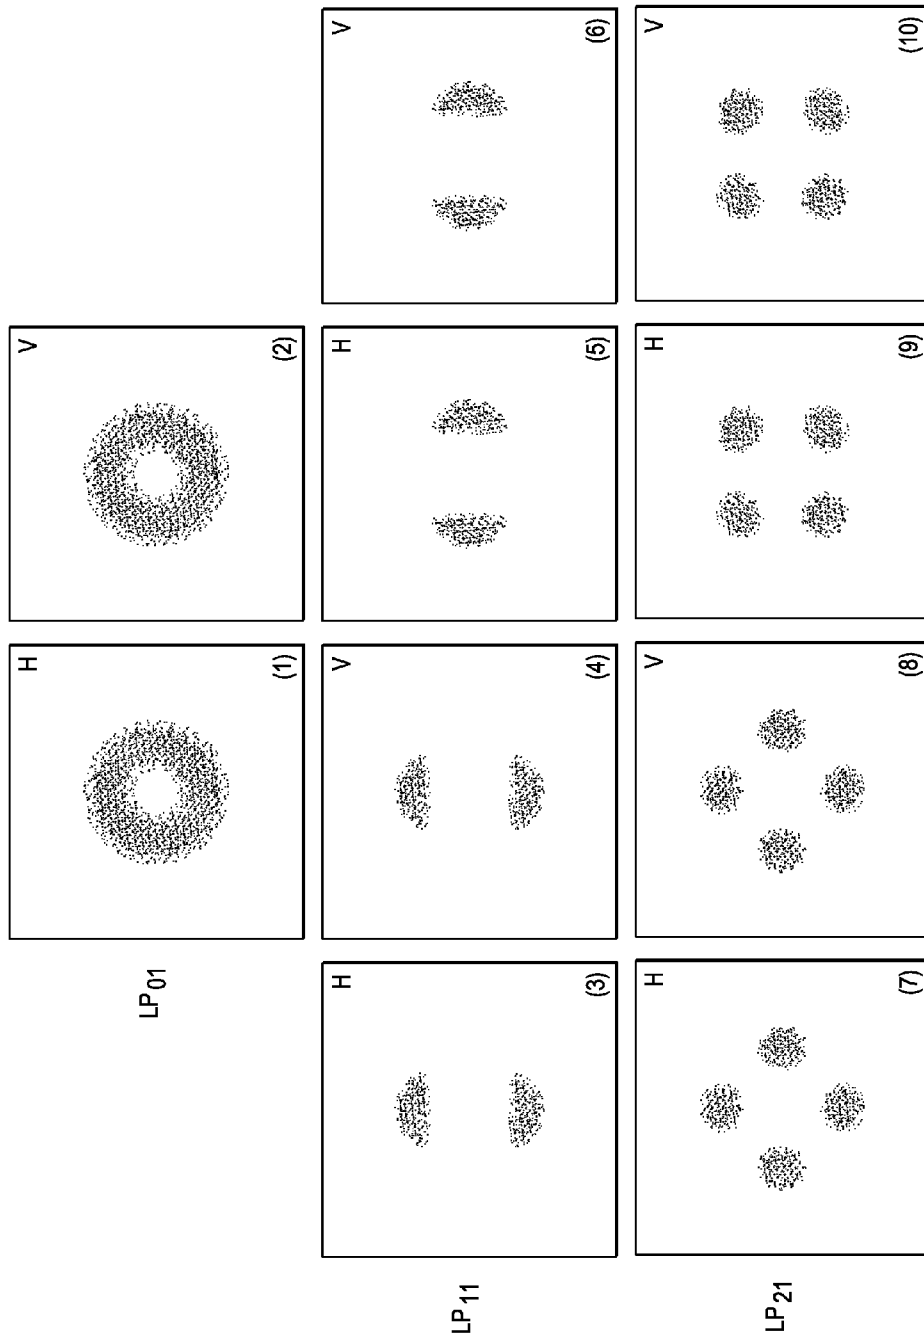 LP01
H
(1)
V
(2)
LP11
H
(3)
V
(4)
H
(5)
V
(6)
LP21
H
(7)
V
(8)
H
(9)
V
(10)